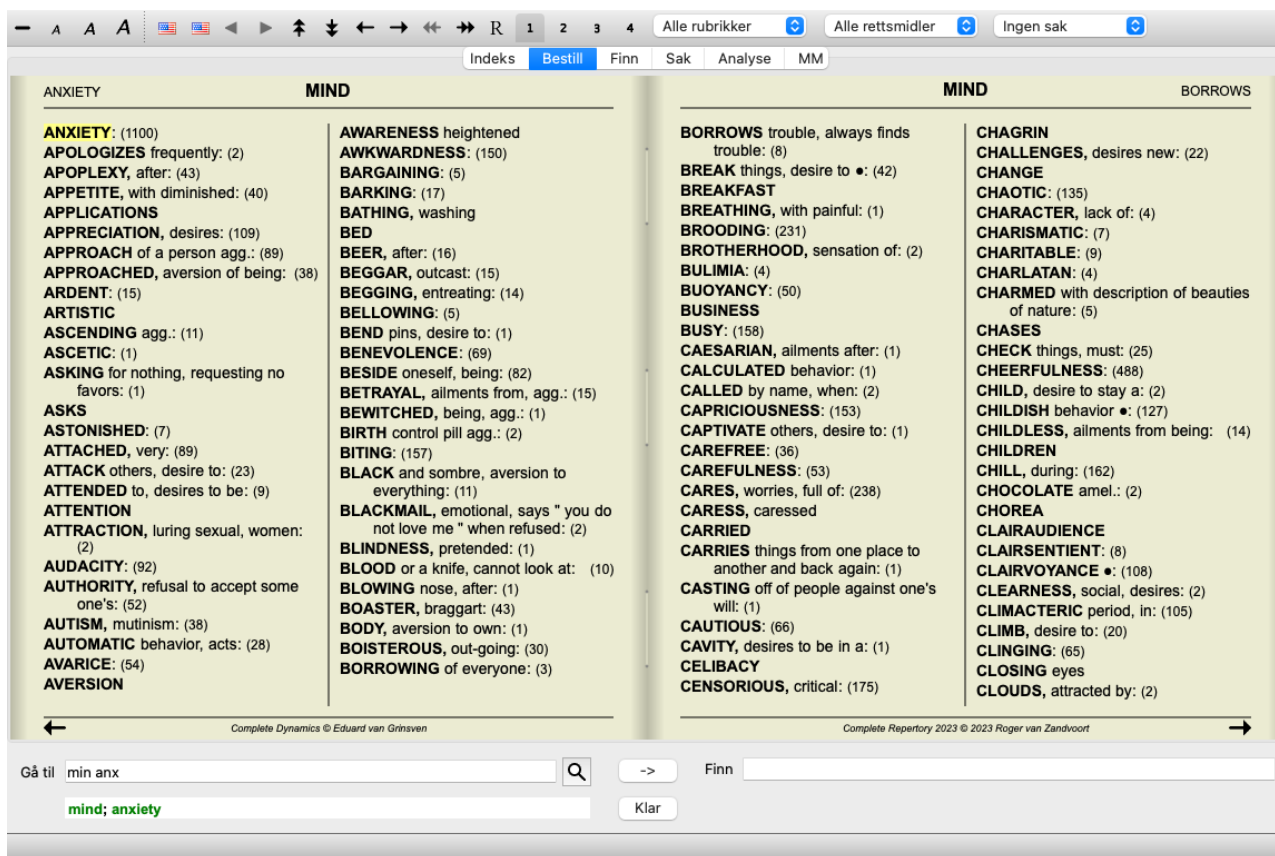 A A A R 1 2 3 4 Alle rubrikker Alle rettsmidler Ingen sak
Indeks Bestill Finn Sak Analyse MM
ANXIETY MIND
ANXIETY: (1100)
APOLOGIZES frequently: (2)
APOPLEXY, after: (43)
APPETITE, with diminished: (40)
APPLICATIONS
APPRECIATION, desires: (109)
APPROACH of a person agg.: (89)
APPROACHED, aversion of being: (38)
ARDENT: (15)
ARTISTIC
ASCENDING agg.: (11)
ASCETIC: (1)
ASKING for nothing, requesting no
favors: (1)
ASKS
ASTONISHED: (7)
ATTACHED, very: (89)
ATTACK others, desire to: (23)
ATTENDED to, desires to be: (9)
ATTENTION
ATTRACTION, luring sexual, women:
(2)
AUDACITY: (92)
AUTHORITY, refusal to accept some
one's: (52)
AUTISM, mutinism: (38)
AUTOMATIC behavior, acts: (28)
AVARICE: (54)
AVERSION
AWARENESS heightened
AWKWARDNESS: (150)
BARGAINING: (5)
BARKING: (17)
BATHING, washing
BED
BEER, after: (16)
BEGGAR, outcast: (15)
BEGGING, entreating: (14)
BELLOWING: (5)
BEND pins, desire to: (1)
BENEVOLENCE: (69)
BESIDE oneself, being: (82)
BETRAYAL, ailments from, agg.: (15)
BEWITCHED, being, agg.: (1)
BIRTH control pill agg.: (2)
BITING: (157)
BLACK and sombre, aversion to
everything: (11)
BLACKMAIL, emotional, says " you do
not love me " when refused: (2)
BLINDNESS, pretended: (1)
BLOOD or a knife, cannot look at: (10)
BLOWING nose, after: (1)
BOASTER, braggart: (43)
BODY, aversion to own: (1)
BOISTEROUS, out-going: (30)
BORROWING of everyone: (3)
Complete Dynamics © Eduard van Grinsven
MIND BORROWS
BORROWS trouble, always finds
trouble: (8)
BREAK things, desire to ●: (42)
BREAKFAST
BREATHING, with painful: (1)
BROODING: (231)
BROTHERHOOD, sensation of: (2)
BULIMIA: (4)
BUOYANCY: (50)
BUSINESS
BUSY: (158)
CAESARIAN, ailments after: (1)
CALCULATED behavior: (1)
CALLED by name, when: (2)
CAPRICIOUSNESS: (153)
CAPTIVATE others, desire to: (1)
CAREFREE: (36)
CAREFULNESS: (53)
CARES, worries, full of: (238)
CARESS, caressed
CARRIED
CARRIES things from one place to
another and back again: (1)
CASTING off of people against one's
will: (1)
CAUTIOUS: (66)
CAVITY, desires to be in a: (1)
CELIBACY
CENSORIOUS, critical: (175)
CHAGRIN
CHALLENGES, desires new: (22)
CHANGE
CHAOTIC: (135)
CHARACTER, lack of: (4)
CHARISMATIC: (7)
CHARITABLE: (9)
CHARLATAN: (4)
CHARMED with description of beauties
of nature: (5)
CHASES
CHECK things, must: (25)
CHEERFULNESS: (488)
CHILD, desire to stay a: (2)
CHILDISH behavior ●: (127)
CHILDLESS, ailments from being: (14)
CHILDREN
CHILL, during: (162)
CHOCOLATE amel.: (2)
CHOREA
CLAIRAUDIENCE
CLAIRSENTIENT: (8)
CLAIRVOYANCE ●: (108)
CLEARNESS, social, desires: (2)
CLIMACTERIC period, in: (105)
CLIMB, desire to: (20)
CLINGING: (65)
CLOSING eyes
CLOUDS, attracted by: (2)
Complete Repertory 2023 © 2023 Roger van Zandvoort
Gå til min anx -> Finn
mind; anxiety Klar